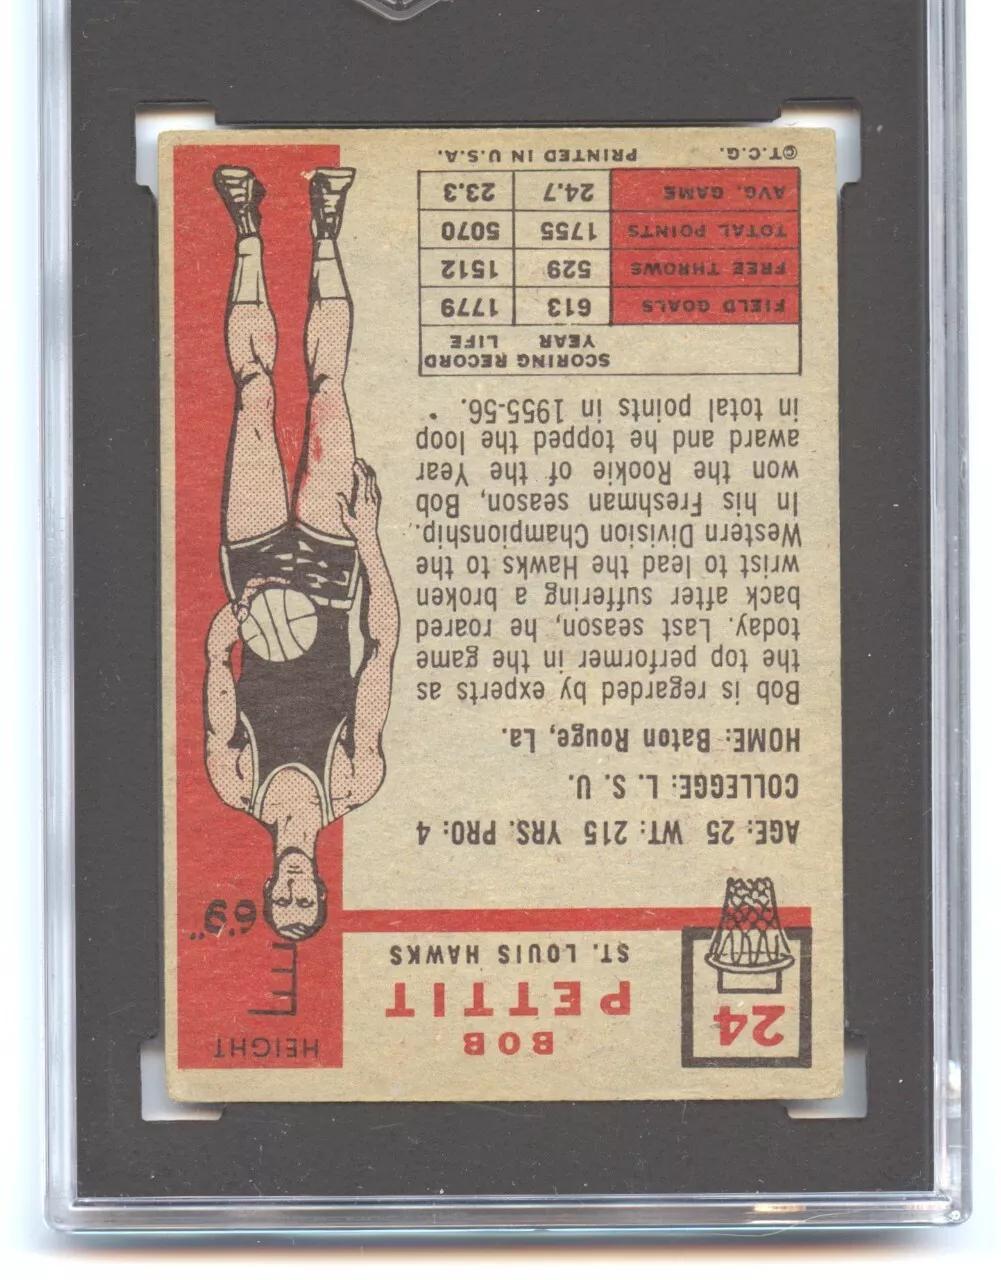 24
BOB
PETTIT
ST. LOUIS HAWKS
HEIGHT
6'9"
AGE: 25 WT: 215 YRS. PRO: 4
COLLEGE: L. S. U.
HOME: Baton Rouge, La.
Bob is regarded by experts as
the top performer in the game
today. Last season, he roared
back after suffering a broken
wrist to lead the Hawks to the
Western Division Championship.
In his Freshman season, Bob
won the Rookie of the Year
award and he topped the loop
in total points in 1955-56.
SCORING RECORD
YEAR LIFE
FIELD GOALS 613 1779
FREE THROWS 529 1512
TOTAL POINTS 1755 5070
AVG. GAME 24.7 23.3
©T.C.G. PRINTED IN U.S.A.